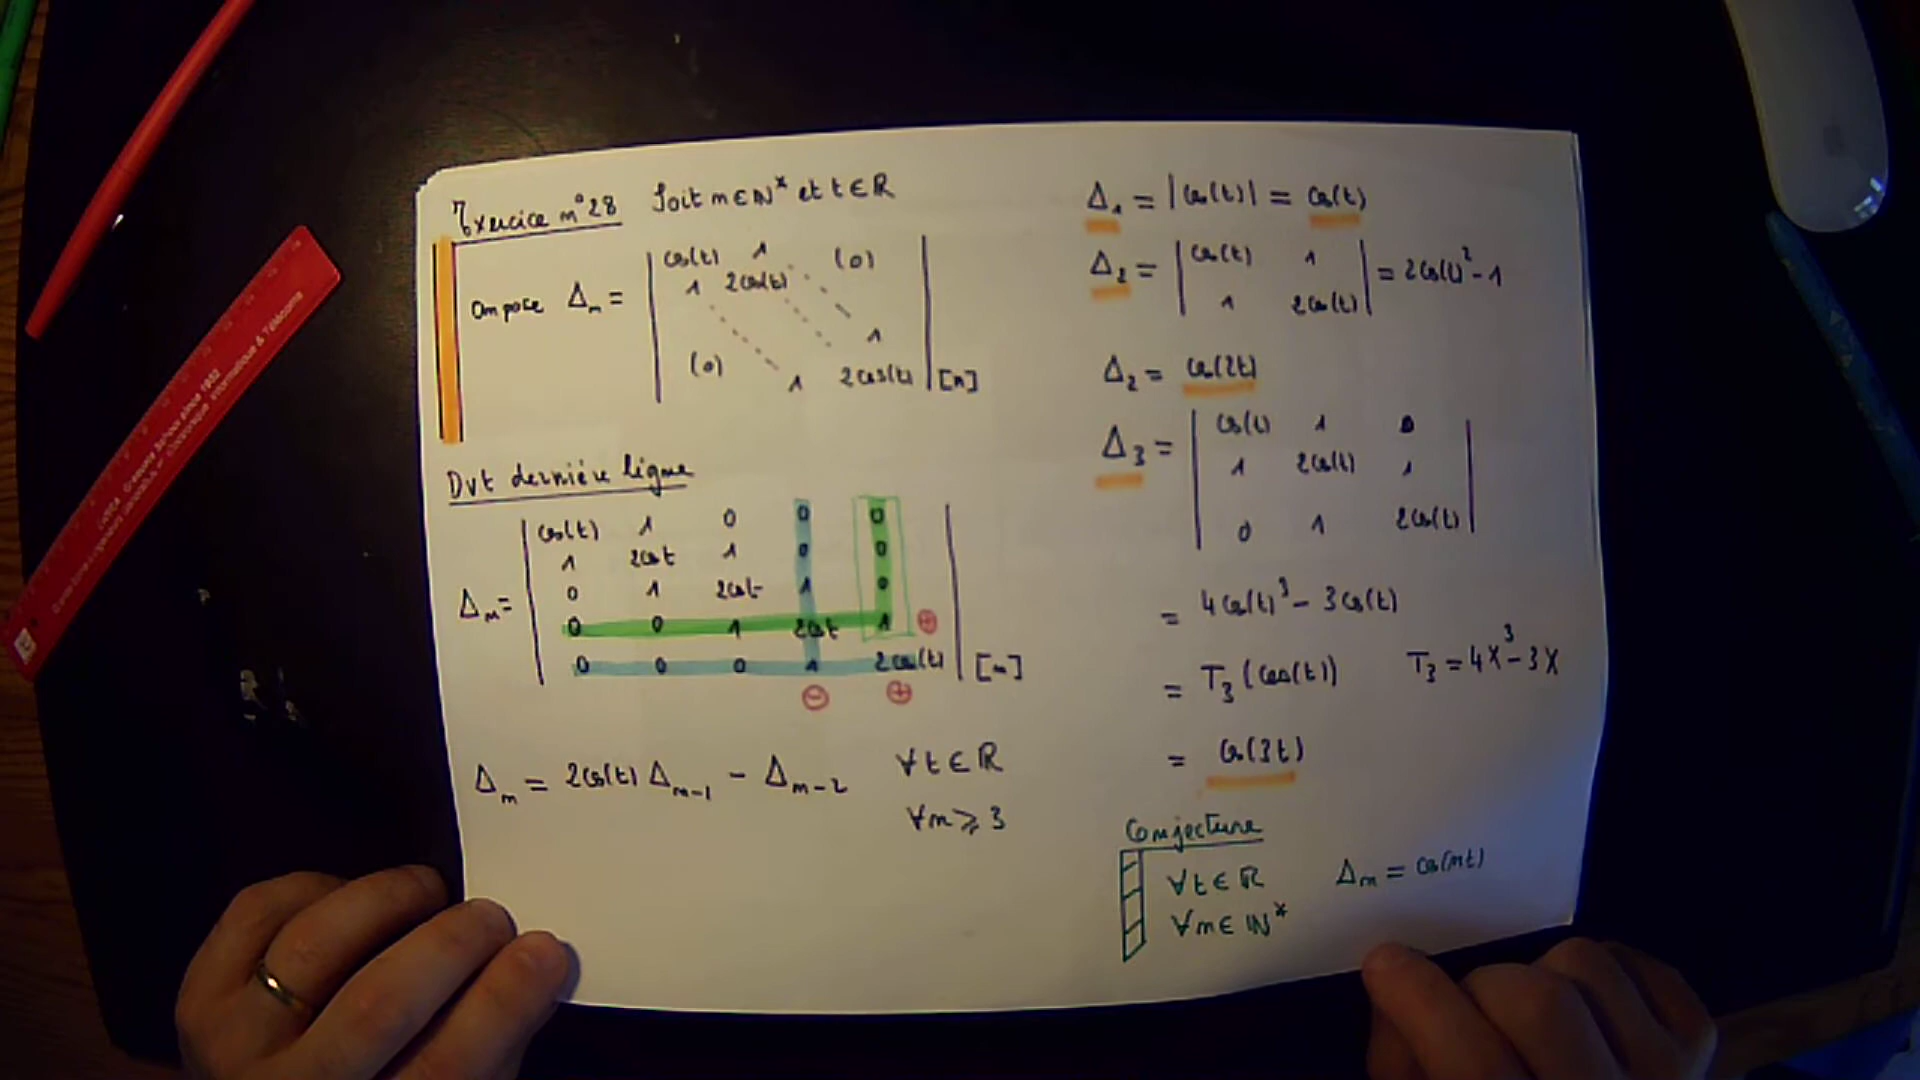 Exercice n°28 Soit n∈ℕ* et t∈ℝ
on pose Δn =
cos(t) 1 (0)
1 2cos(t)
1
(0) 1 2cos(t) [n]
Dvt dernière ligne
Δn =
cos(t) 1 0 0 0
1 2cost 1 0 0
0 1 2cost 1 0
0 0 1 2cost 1 ⊕
0 0 0 1 2cos(t) [n]
⊖ ⊕
Δn = 2cos(t) Δn-1 - Δn-2 ∀t∈ℝ
∀n⩾3
Δ1 = |cos(t)| = cos(t)
Δ2 = | cos(t) 1 | = 2cos(t)² - 1
1 2cos(t)
Δ2 = cos(2t)
Δ3 =
cos(t) 1 0
1 2cos(t) 1
0 1 2cos(t)
= 4cos(t)³ - 3cos(t)
= T3(cos(t)) T3 = 4X³ - 3X
= cos(3t)
Conjecture
∀t∈ℝ Δn = cos(nt)
∀n∈ℕ*